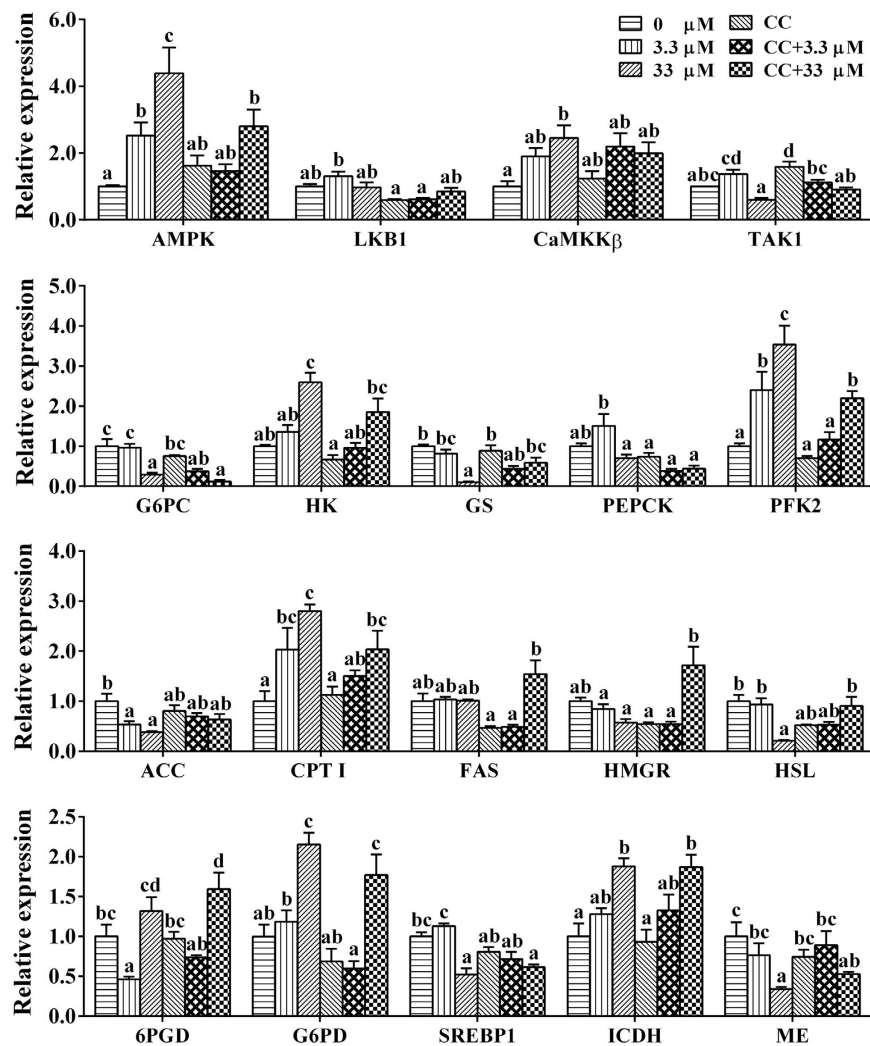 6.0
0 μM CC
3.3 μM CC+3.3 μM
33 μM CC+33 μM
c
b b
4.0
b
ab ab ab ab
ab d
2.0
a ab b ab a a ab a ab abc cd a bc ab
0.0
Relative expression
AMPK LKB1 CaMKKβ TAK1
5.0
4.0
3.0
2.0
1.0
0.0
Relative expression
c c a bc ab a
ab ab c a ab bc
b bc a b ab bc
ab b a a a a
a b c a a b
G6PC HK GS PEPCK PFK2
4.0
3.0
2.0
1.0
0.0
Relative expression
b a a ab ab ab
a bc c a ab bc
ab ab ab a a b
ab a a a a b
b b a ab ab b
ACC CPT I FAS HMGR HSL
2.5
2.0
1.5
1.0
0.5
0.0
Relative expression
bc a cd bc ab d
ab b c ab a c
bc c a ab ab a
a ab b a ab b
c bc a bc bc ab
6PGD G6PD SREBP1 ICDH ME